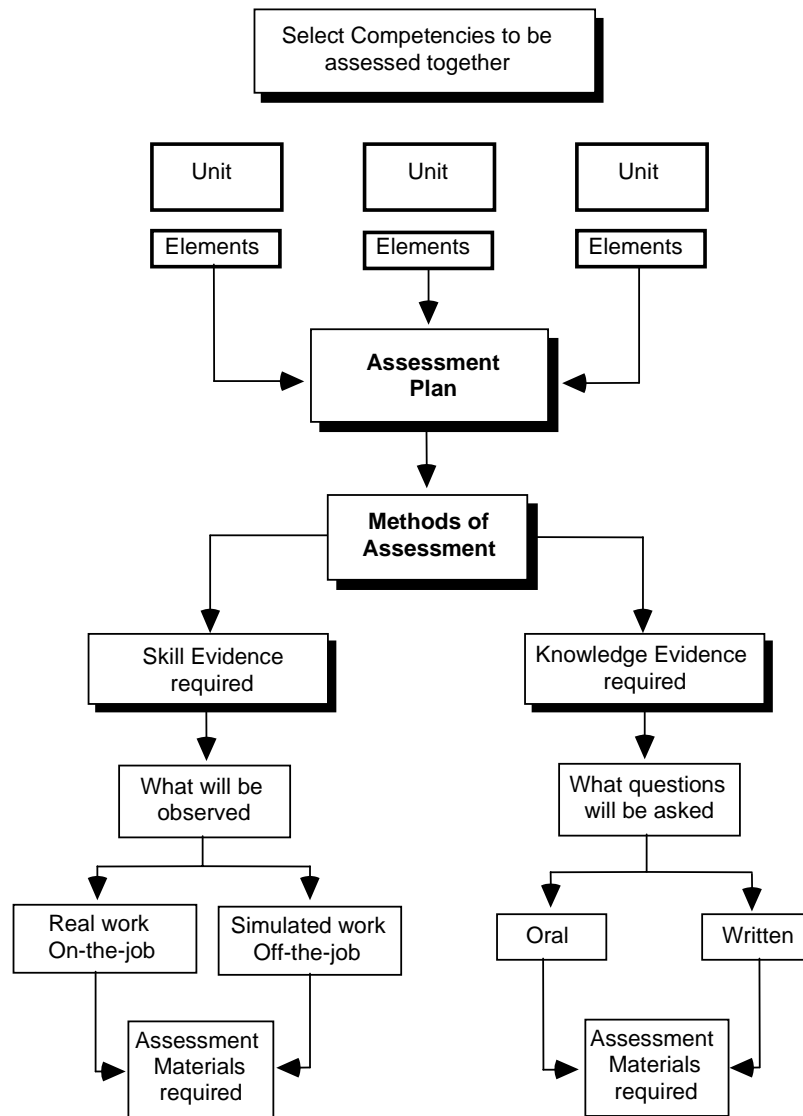 Select Competencies to be
assessed together
Unit
Unit
Unit
Elements
Elements
Elements
Assessment
Plan
Methods of
Assessment
Skill Evidence
required
Knowledge Evidence
required
What will be
observed
What questions
will be asked
Real work
On-the-job
Simulated work
Off-the-job
Oral
Written
Assessment
Materials
required
Assessment
Materials
required